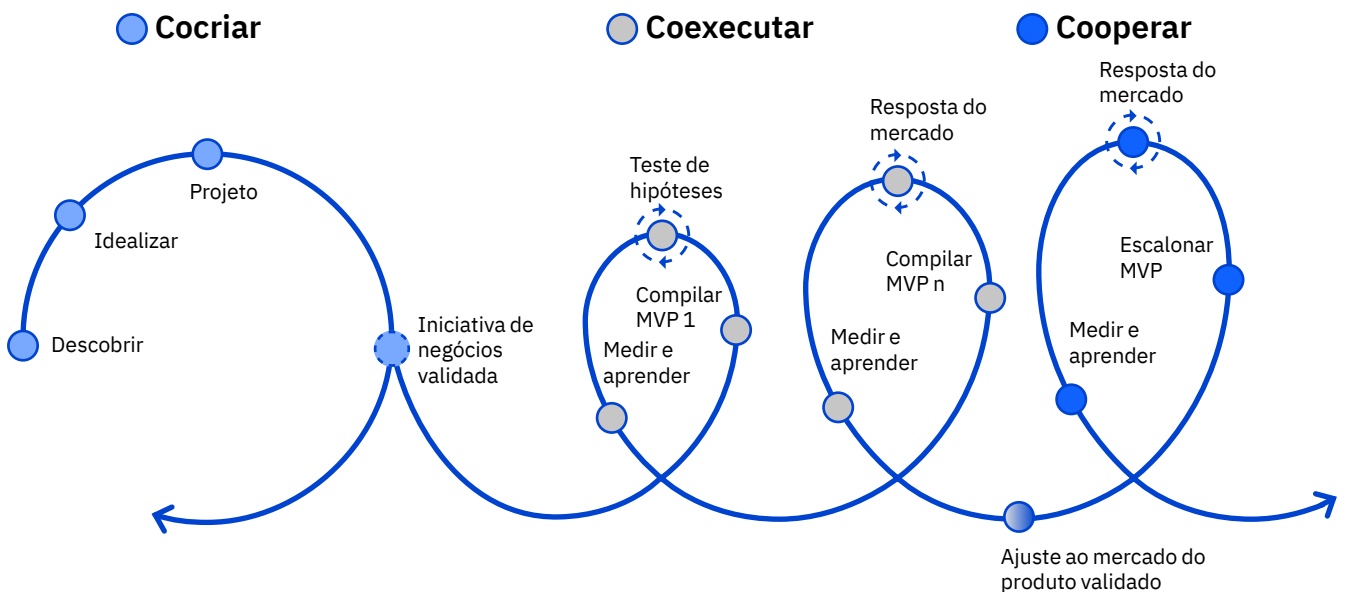 Cocriar
Coexecutar
Cooperar
Descobrir
Idealizar
Projeto
Iniciativa de
negócios
validada
Teste de
hipóteses
Compilar
MVP 1
Medir e
aprender
Resposta do
mercado
Compilar
MVP n
Medir e
aprender
Resposta do
mercado
Escalonar
MVP
Medir e
aprender
Ajuste ao mercado do
produto validado